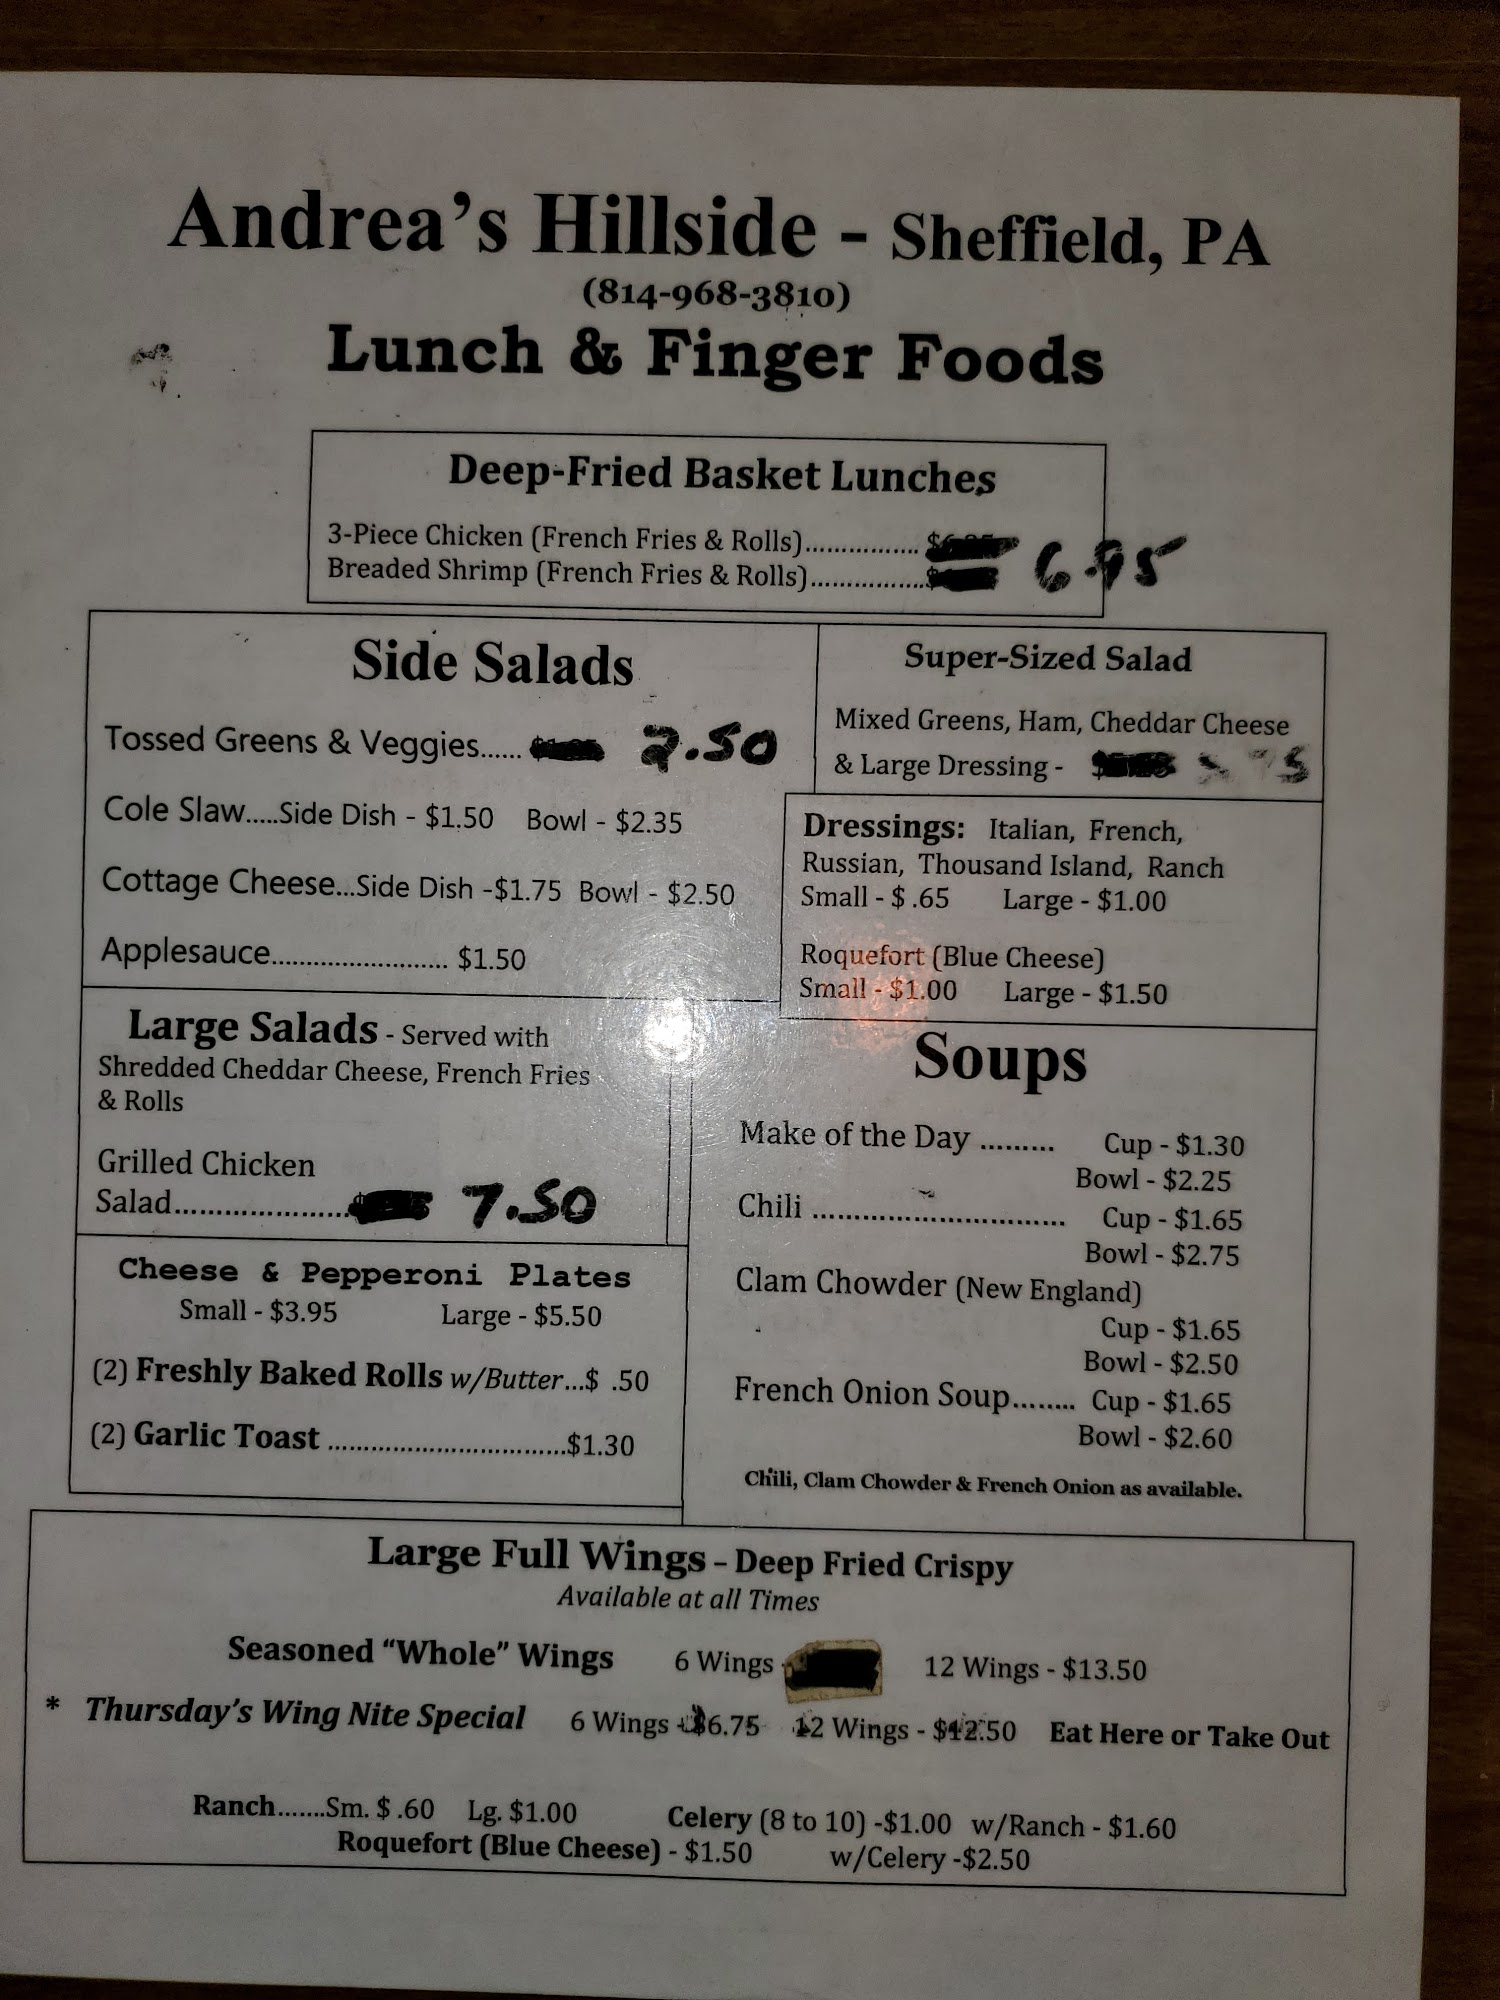 Andrea's Hillside - Sheffield, PA
(814-968-3810)
Lunch & Finger Foods
Deep-Fried Basket Lunches
3-Piece Chicken (French Fries & Rolls)................
Breaded Shrimp (French Fries & Rolls)................ 6.95
Side Salads
Tossed Greens & Veggies...... 2.50
Cole Slaw.....Side Dish - $1.50 Bowl - $2.35
Cottage Cheese...Side Dish -$1.75 Bowl - $2.50
Applesauce......................... $1.50
Super-Sized Salad
Mixed Greens, Ham, Cheddar Cheese
& Large Dressing -
Dressings: Italian, French,
Russian, Thousand Island, Ranch
Small - $ .65 Large - $1.00
Roquefort (Blue Cheese)
Small - $1.00 Large - $1.50
Large Salads - Served with
Shredded Cheddar Cheese, French Fries
& Rolls
Grilled Chicken
Salad...................... 7.50
Soups
Make of the Day ......... Cup - $1.30
Bowl - $2.25
Chili .............................. Cup - $1.65
Bowl - $2.75
Clam Chowder (New England)
Cup - $1.65
Bowl - $2.50
French Onion Soup........ Cup - $1.65
Bowl - $2.60
Chili, Clam Chowder & French Onion as available.
Cheese & Pepperoni Plates
Small - $3.95 Large - $5.50
(2) Freshly Baked Rolls w/Butter...$ .50
(2) Garlic Toast ..................................$1.30
Large Full Wings – Deep Fried Crispy
Available at all Times
Seasoned "Whole" Wings 6 Wings - 12 Wings - $13.50
* Thursday's Wing Nite Special 6 Wings - $6.75 12 Wings - $12.50 Eat Here or Take Out
Ranch.......Sm. $ .60 Lg. $1.00 Celery (8 to 10) -$1.00 w/Ranch - $1.60
Roquefort (Blue Cheese) - $1.50 w/Celery -$2.50